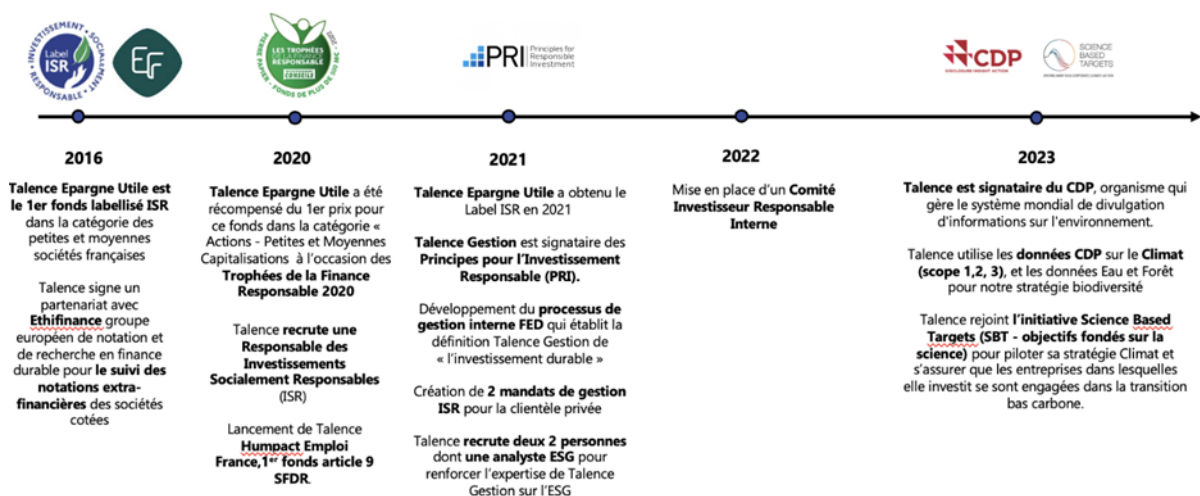 INVESTISSEMENT SOCIALEMENT RESPONSABLE
Label
ISR
LES TROPHÉES
RESPONSABLE
CONSEILS
PIERRE PAPIER - FONDS DE PLUS DE
PRI
Principles for
Responsible
Investment
CDP
DISCLOSURE INSIGHT ACTION
SCIENCE
BASED
TARGETS
2016
Talence Epargne Utile est
le 1er fonds labellisé ISR
dans la catégorie des
petites et moyennes
sociétés françaises
Talence signe un
partenariat avec
Ethifinance groupe
européen de notation et
de recherche en finance
durable pour le suivi des
notations extra-
financières des sociétés
cotées
2020
Talence Epargne Utile a été
récompensé du 1er prix pour
ce fonds dans la catégorie «
Actions - Petites et Moyennes
Capitalisations à l'occasion des
Trophées de la Finance
Responsable 2020
Talence recrute une
Responsable des
Investissements
Socialement Responsables
(ISR)
Lancement de Talence
Humpact Emploi
France,1er fonds article 9
SFDR.
2021
Talence Epargne Utile a obtenu le
Label ISR en 2021
Talence Gestion est signataire des
Principes pour l'Investissement
Responsable (PRI).
Développement du processus de
gestion interne FED qui établit la
définition Talence Gestion de
« l'investissement durable »
Création de 2 mandats de gestion
ISR pour la clientèle privée
Talence recrute deux 2 personnes
dont une analyste ESG pour
renforcer l'expertise de Talence
Gestion sur l'ESG
2022
Mise en place d'un Comité
Investisseur Responsable
Interne
2023
Talence est signataire du CDP, organisme qui
gère le système mondial de divulgation
d'informations sur l'environnement.
Talence utilise les données CDP sur le Climat
(scope 1,2, 3), et les données Eau et Forêt
pour notre stratégie biodiversité
Talence rejoint l'initiative Science Based
Targets (SBT - objectifs fondés sur la
science) pour piloter sa stratégie Climat et
s'assurer que les entreprises dans lesquelles
elle investit se sont engagées dans la transition
bas carbone.